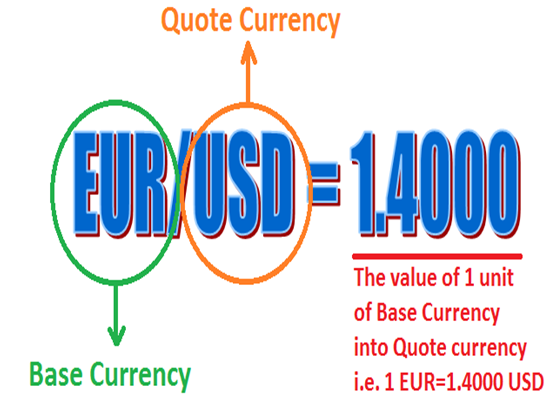 Quote Currency
EUR/USD = 1.4000
The value of 1 unit
of Base Currency
into Quote currency
i.e. 1 EUR=1.4000 USD
Base Currency